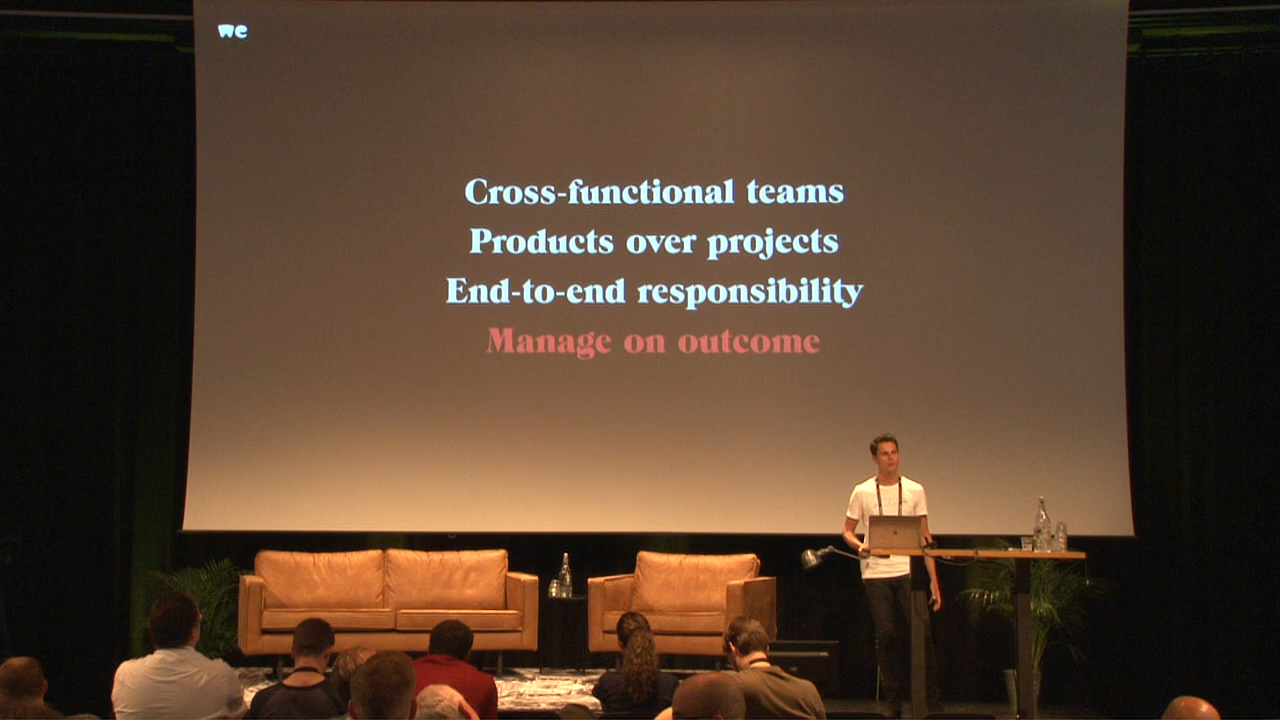 we
Cross-functional teams
Products over projects
End-to-end responsibility
Manage on outcome